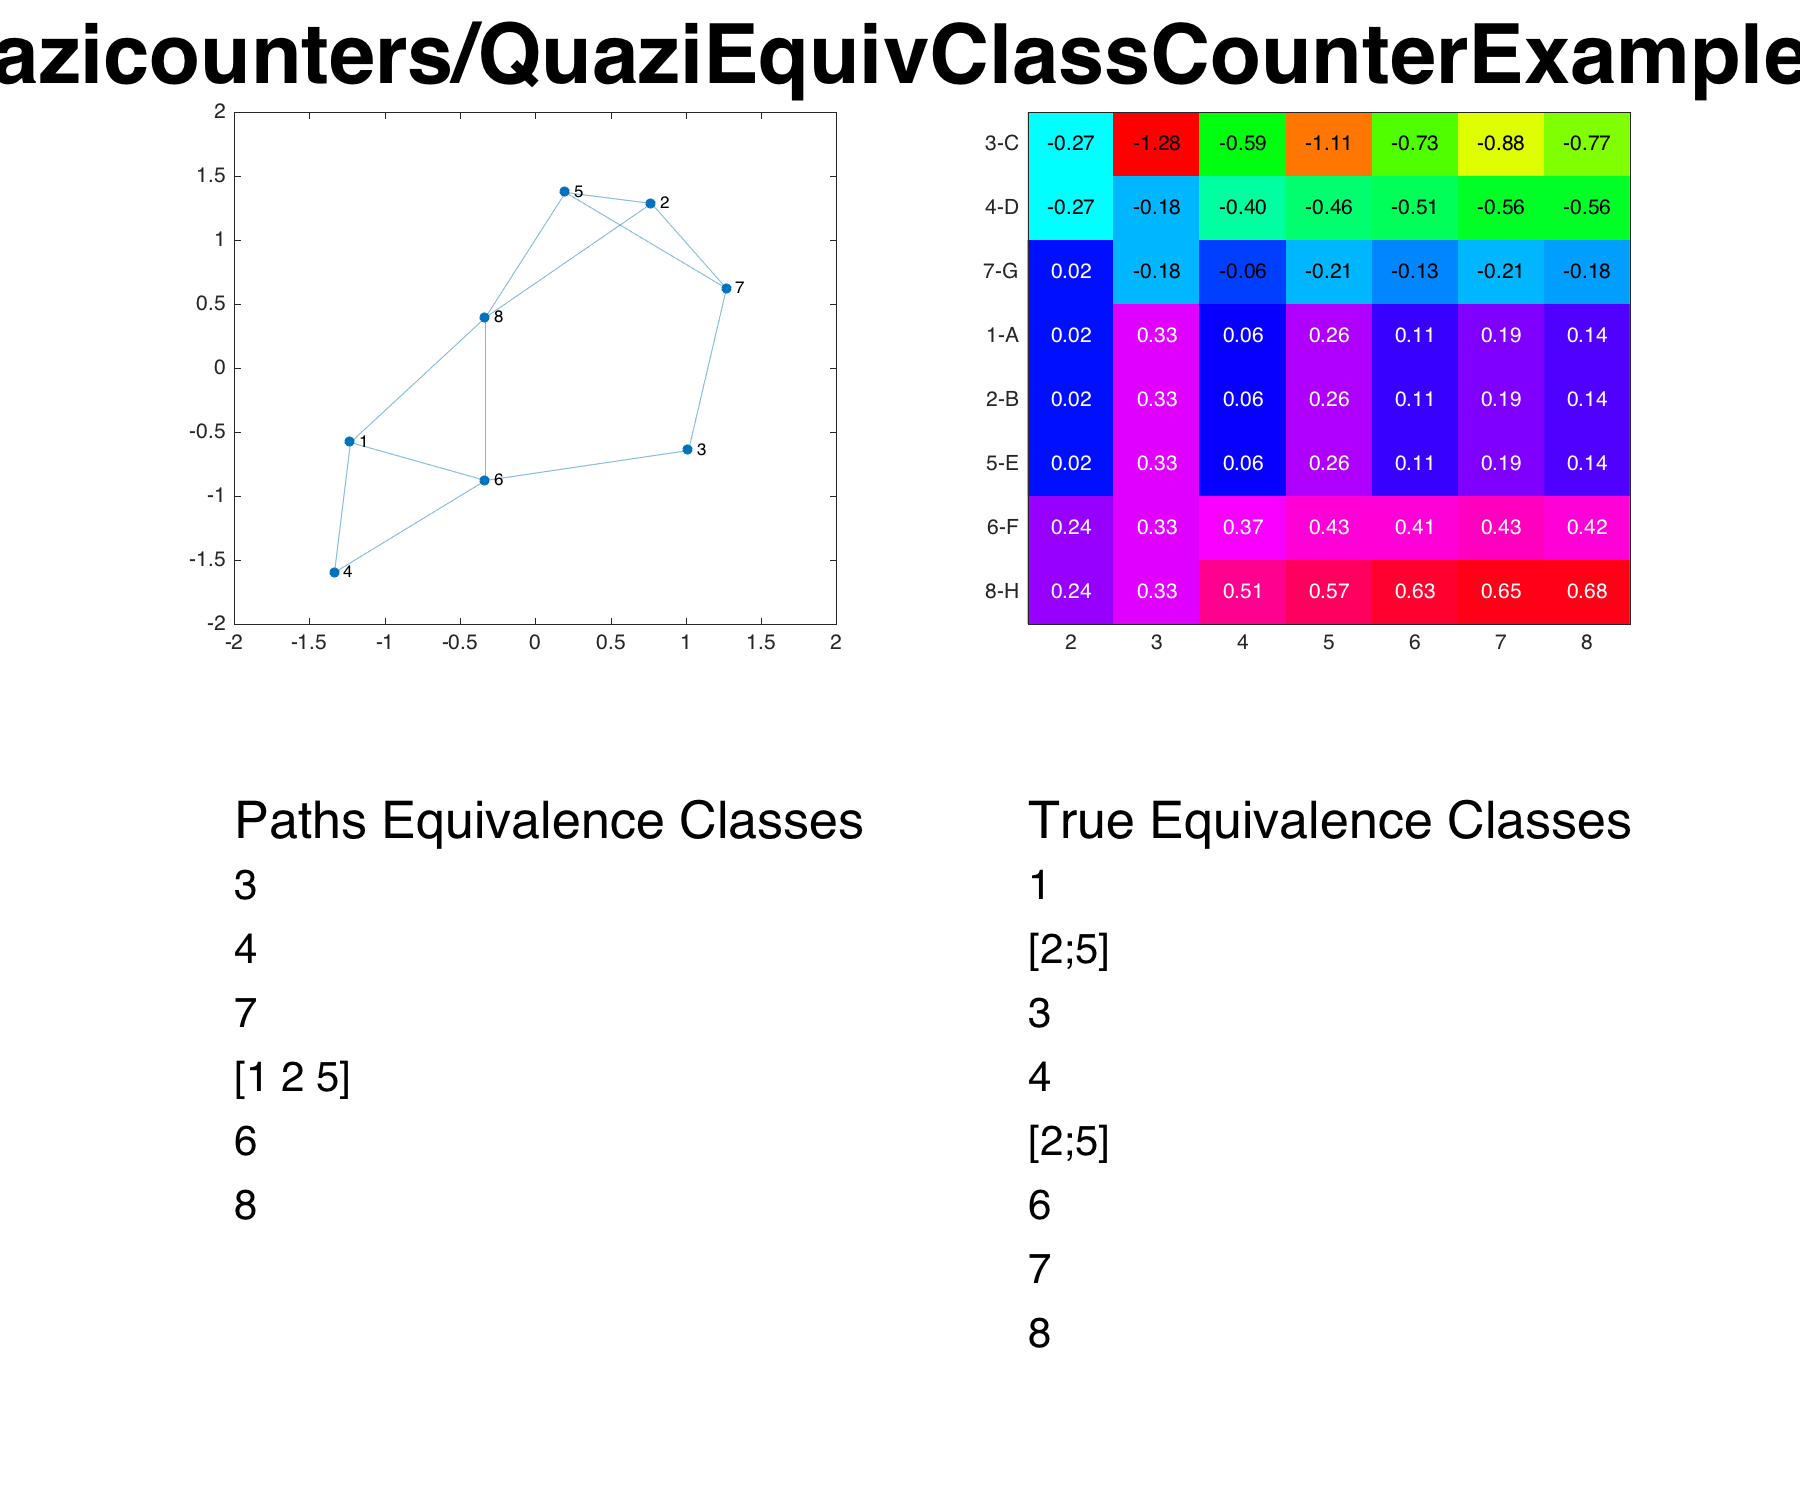 azicounters/QuaziEquivClassCounterExample
2
1.5
1
0.5
0
-0.5
-1
-1.5
-2
-2 -1.5 -1 -0.5 0 0.5 1 1.5 2
5
2
7
8
1
3
6
4
3-C -0.27 -1.28 -0.59 -1.11 -0.73 -0.88 -0.77
4-D -0.27 -0.18 -0.40 -0.46 -0.51 -0.56 -0.56
7-G 0.02 -0.18 -0.06 -0.21 -0.13 -0.21 -0.18
1-A 0.02 0.33 0.06 0.26 0.11 0.19 0.14
2-B 0.02 0.33 0.06 0.26 0.11 0.19 0.14
5-E 0.02 0.33 0.06 0.26 0.11 0.19 0.14
6-F 0.24 0.33 0.37 0.43 0.41 0.43 0.42
8-H 0.24 0.33 0.51 0.57 0.63 0.65 0.68
2 3 4 5 6 7 8
Paths Equivalence Classes
3
4
7
[1 2 5]
6
8
True Equivalence Classes
1
[2;5]
3
4
[2;5]
6
7
8